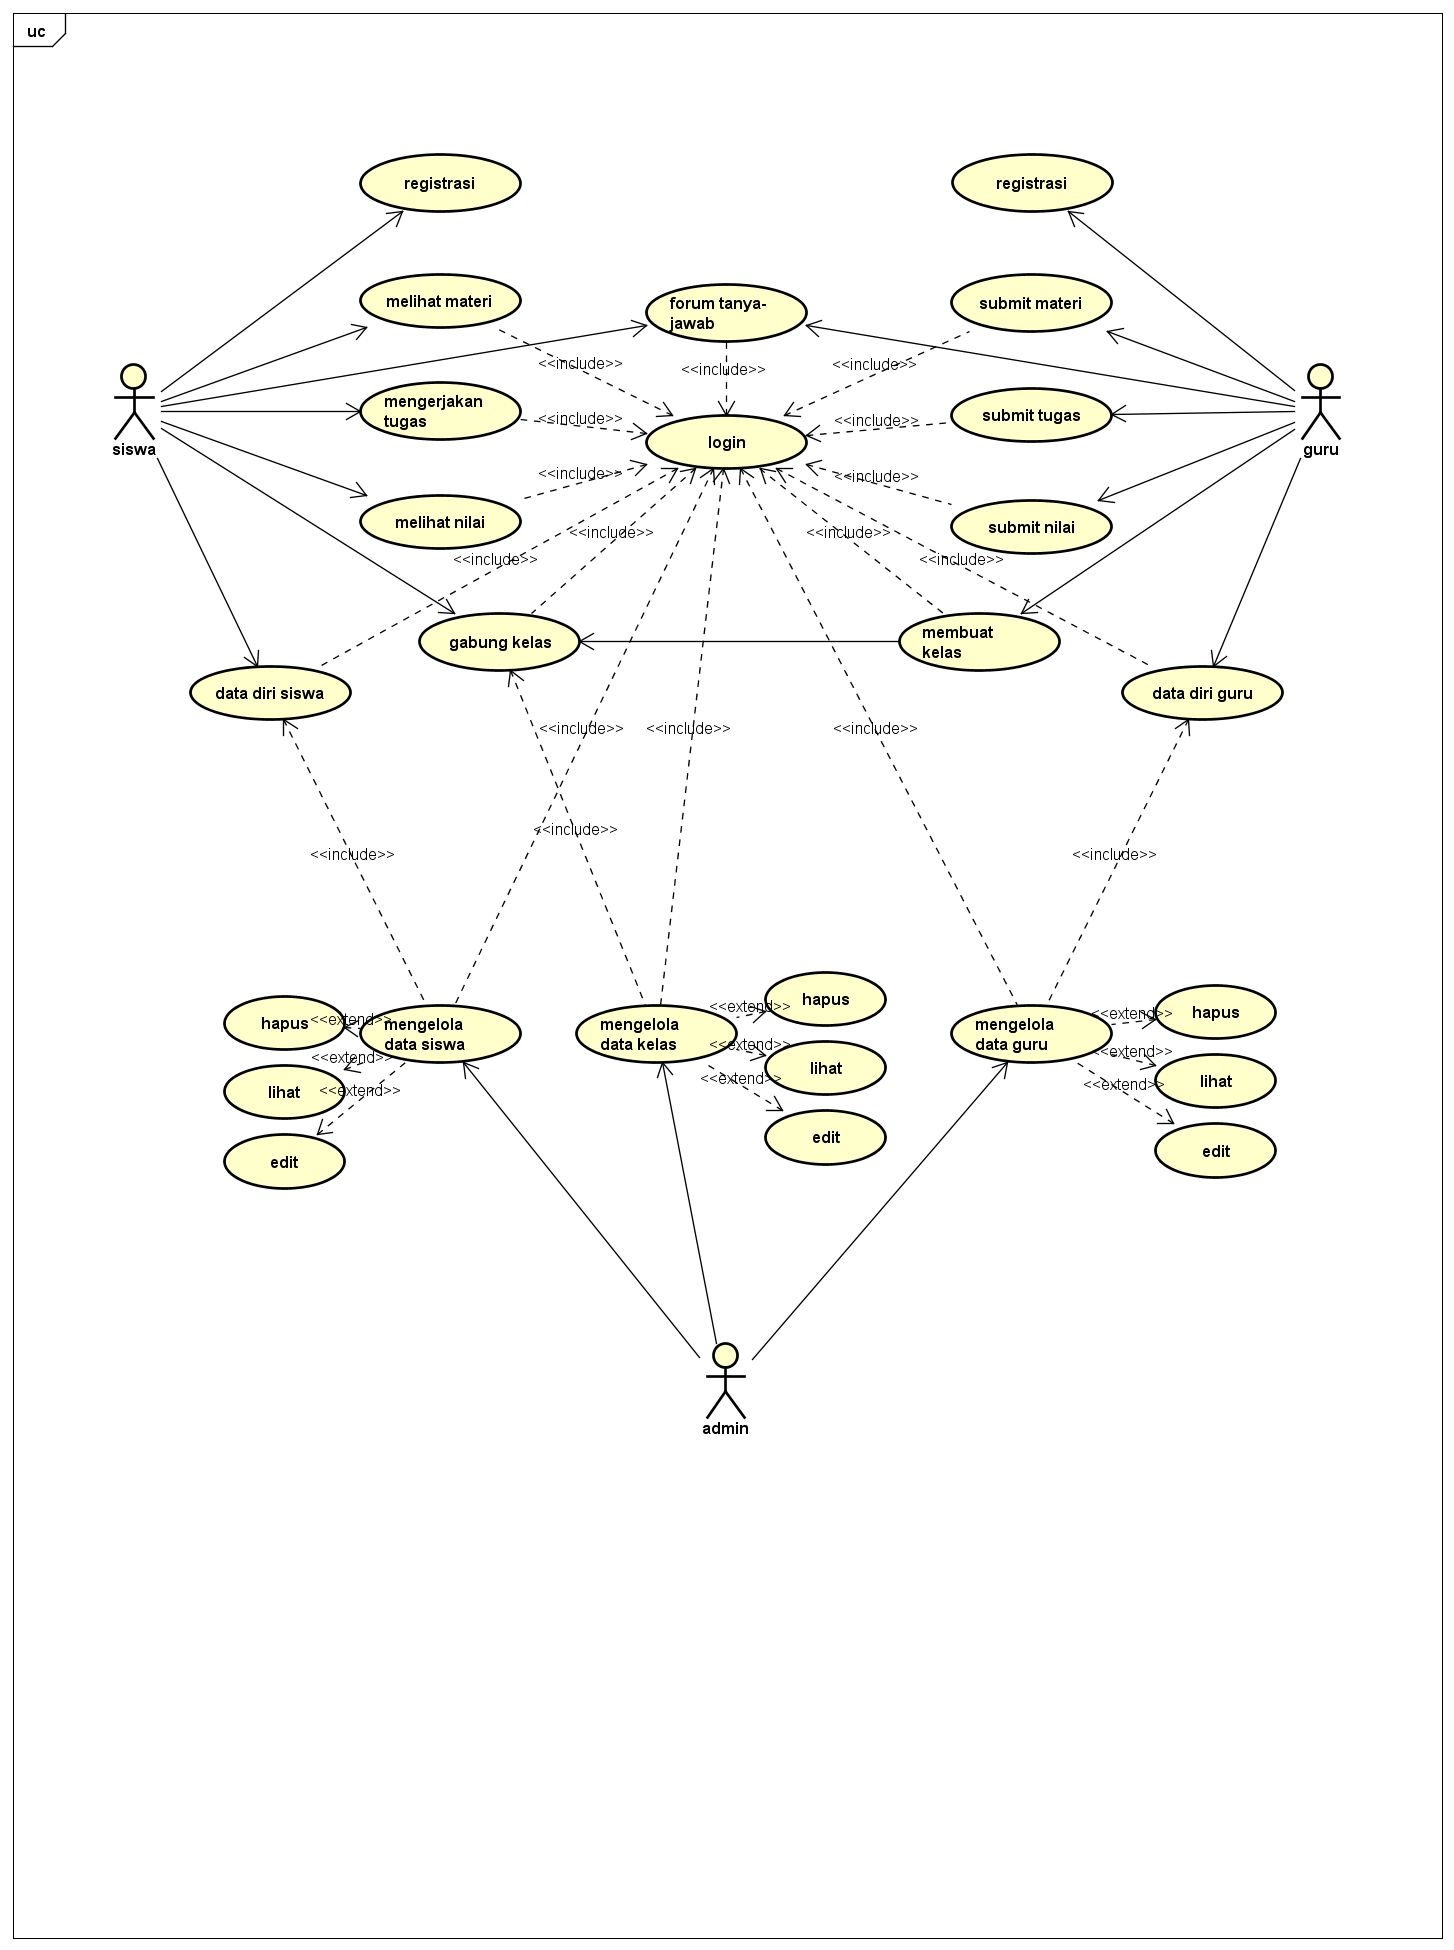 uc
registrasi
registrasi
melihat materi
forum tanya-
jawab
submit materi
<<include>>
<<include>>
<<include>>
siswa
guru
mengerjakan
tugas
<<include>>
login
<<include>>
submit tugas
melihat nilai
<<include>>
<<include>>
submit nilai
<<include>>
<<include>>
<<include>>
<<include>>
gabung kelas
membuat
kelas
data diri siswa
data diri guru
<<include>>
<<include>>
<<include>>
<<include>>
<<include>>
<<include>>
hapus
<<extend>>
mengelola
data siswa
<<extend>>
lihat
<<extend>>
edit
mengelola
data kelas
<<extend>>
hapus
<<extend>>
lihat
<<extend>>
edit
mengelola
data guru
<<extend>>
hapus
<<extend>>
lihat
<<extend>>
edit
admin